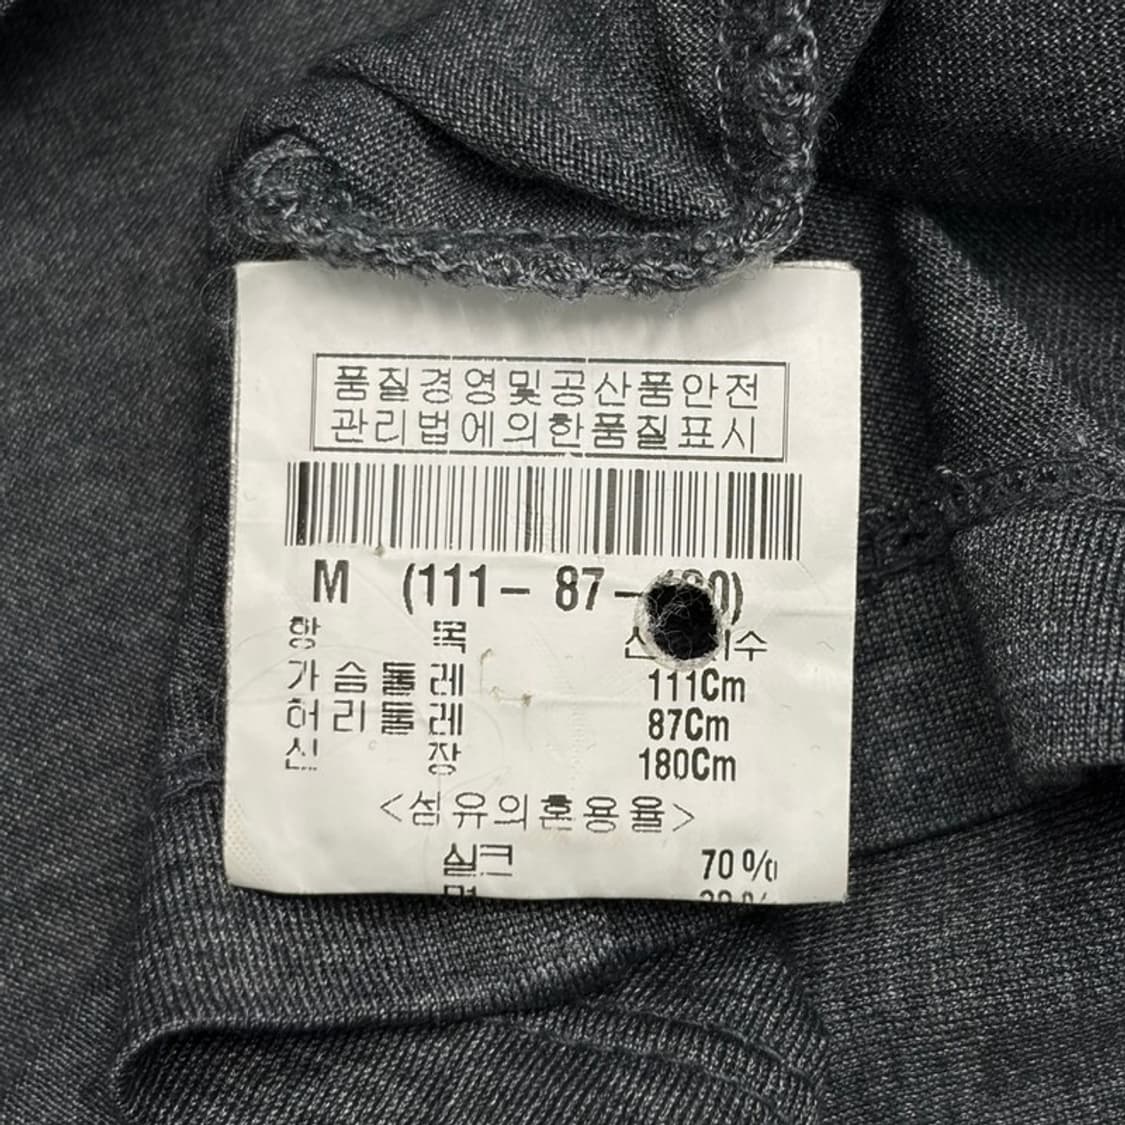 품질경영및공산품안전
관리법에의한품질표시
M (111 - 87 -
항 목
가슴둘레 111Cm
허리둘레 87Cm
신 장 180Cm
<섬유의혼용율>
실크 70%